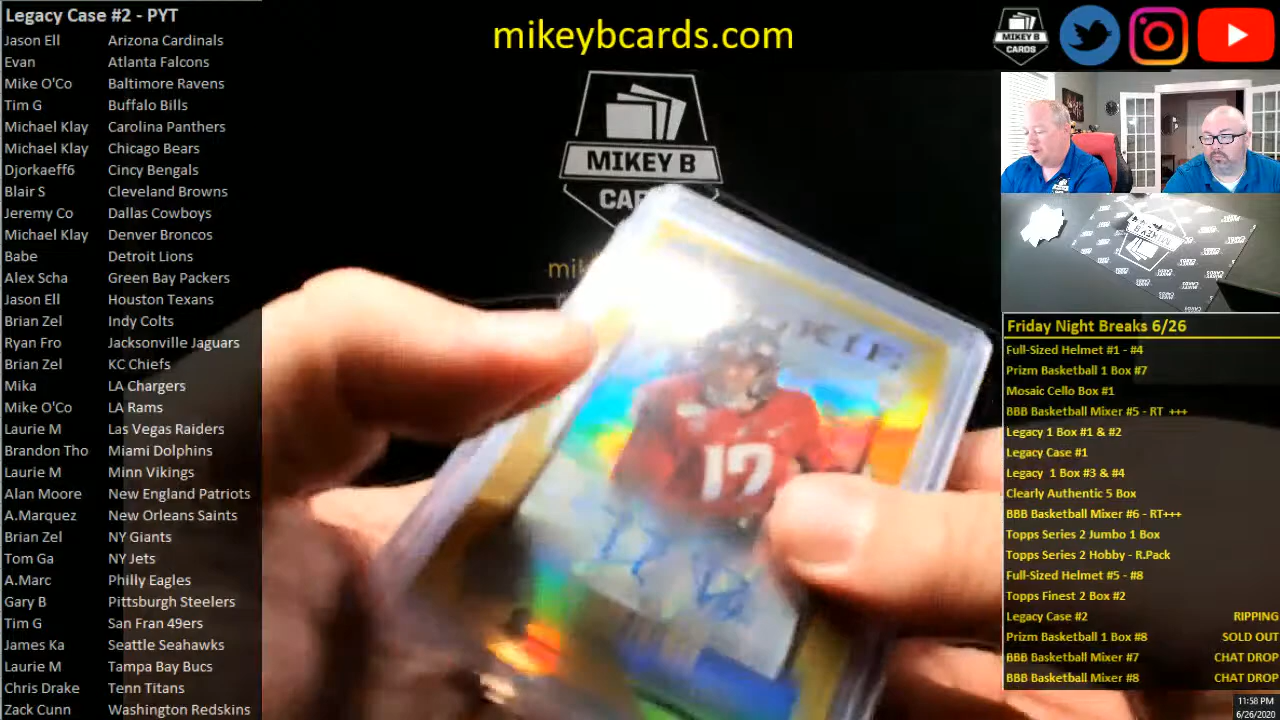 Legacy Case #2 - PYT
Jason Ell Arizona Cardinals
Evan Atlanta Falcons
Mike O'Co Baltimore Ravens
Tim G Buffalo Bills
Michael Klay Carolina Panthers
Michael Klay Chicago Bears
Djorkaeff6 Cincy Bengals
Blair S Cleveland Browns
Jeremy Co Dallas Cowboys
Michael Klay Denver Broncos
Babe Detroit Lions
Alex Scha Green Bay Packers
Jason Ell Houston Texans
Brian Zel Indy Colts
Ryan Fro Jacksonville Jaguars
Brian Zel KC Chiefs
Mika LA Chargers
Mike O'Co LA Rams
Laurie M Las Vegas Raiders
Brandon Tho Miami Dolphins
Laurie M Minn Vikings
Alan Moore New England Patriots
A.Marquez New Orleans Saints
Brian Zel NY Giants
Tom Ga NY Jets
A.Marc Philly Eagles
Gary B Pittsburgh Steelers
Tim G San Fran 49ers
James Ka Seattle Seahawks
Laurie M Tampa Bay Bucs
Chris Drake Tenn Titans
Zack Cunn Washington Redskins
mikeybcards.com
MIKEY B
CARDS
MIKEY B
Friday Night Breaks 6/26
Full-Sized Helmet #1 - #4
Prizm Basketball 1 Box #7
Mosaic Cello Box #1
BBB Basketball Mixer #5 - RT +++
Legacy 1 Box #1 & #2
Legacy Case #1
Legacy 1 Box #3 & #4
Clearly Authentic 5 Box
BBB Basketball Mixer #6 - RT+++
Topps Series 2 Jumbo 1 Box
Topps Series 2 Hobby - R.Pack
Full-Sized Helmet #5 - #8
Topps Finest 2 Box #2
Legacy Case #2 RIPPING
Prizm Basketball 1 Box #8 SOLD OUT
BBB Basketball Mixer #7 CHAT DROP
BBB Basketball Mixer #8 CHAT DROP
11:58 PM
6/26/2020